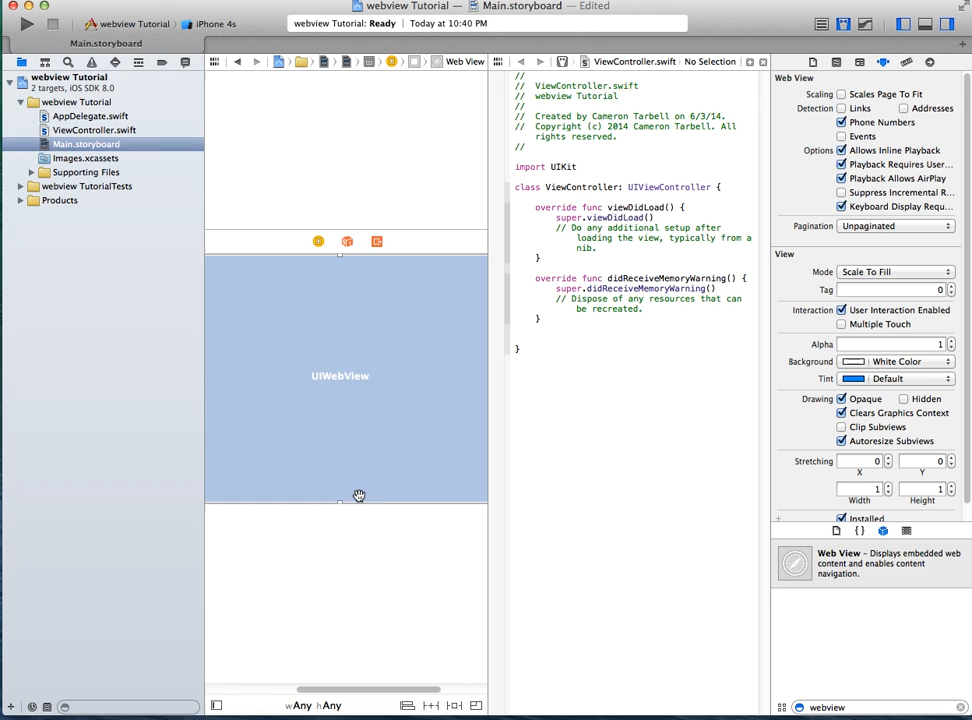 webview Tutorial — Main.storyboard — Edited
webview Tutorial iPhone 4s
webview Tutorial: Ready | Today at 10:40 PM
Main.storyboard
Web View
ViewController.swift No Selection
webview Tutorial
2 targets, iOS SDK 8.0
webview Tutorial
AppDelegate.swift
ViewController.swift
Main.storyboard
Images.xcassets
Supporting Files
webview TutorialTests
Products
UIWebView
wAny hAny
//
// ViewController.swift
// webview Tutorial
//
// Created by Cameron Tarbell on 6/3/14.
// Copyright (c) 2014 Cameron Tarbell. All
rights reserved.
//
import UIKit
class ViewController: UIViewController {
override func viewDidLoad() {
super.viewDidLoad()
// Do any additional setup after
loading the view, typically from a
nib.
}
override func didReceiveMemoryWarning() {
super.didReceiveMemoryWarning()
// Dispose of any resources that can
be recreated.
}
}
Web View
Scaling Scales Page To Fit
Detection Links Addresses
Phone Numbers
Events
Options Allows Inline Playback
Playback Requires User...
Playback Allows AirPlay
Suppress Incremental R...
Keyboard Display Requ...
Pagination Unpaginated
View
Mode Scale To Fill
Tag 0
Interaction User Interaction Enabled
Multiple Touch
Alpha 1
Background White Color
Tint Default
Drawing Opaque Hidden
Clears Graphics Context
Clip Subviews
Autoresize Subviews
Stretching 0 0
X Y
1 1
Width Height
Installed
{ }
Web View – Displays embedded web
content and enables content
navigation.
webview